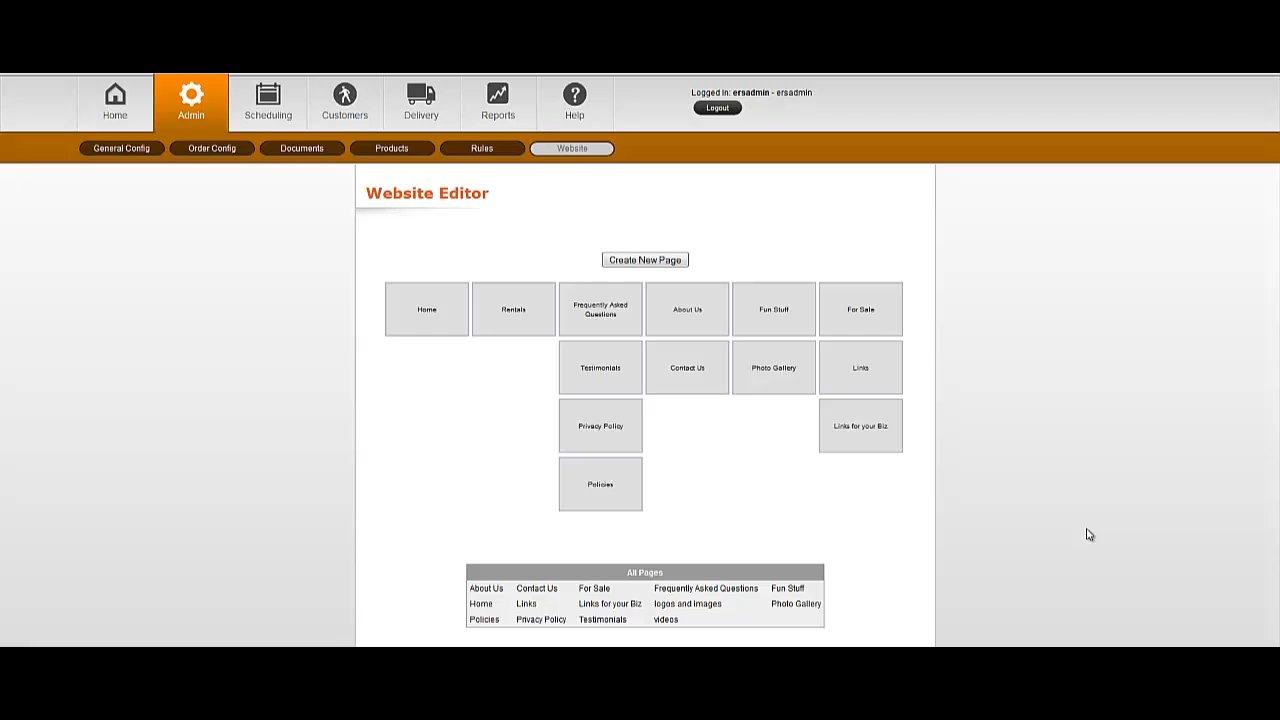 Home
Admin
Scheduling
Customers
Delivery
Reports
Help
Logged in: ersadmin - ersadmin
Logout
General Config
Order Config
Documents
Products
Rules
Website
Website Editor
Create New Page
Home
Rentals
Frequently Asked
Questions
About Us
Fun Stuff
For Sale
Testimonials
Contact Us
Photo Gallery
Links
Privacy Policy
Links for your Biz
Policies
All Pages
About Us Contact Us For Sale Frequently Asked Questions Fun Stuff
Home Links Links for your Biz logos and images Photo Gallery
Policies Privacy Policy Testimonials videos